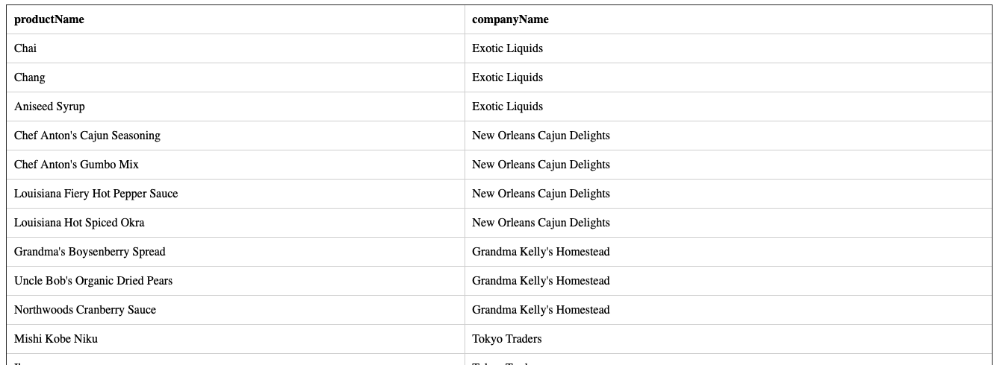 productName companyName
Chai Exotic Liquids
Chang Exotic Liquids
Aniseed Syrup Exotic Liquids
Chef Anton's Cajun Seasoning New Orleans Cajun Delights
Chef Anton's Gumbo Mix New Orleans Cajun Delights
Louisiana Fiery Hot Pepper Sauce New Orleans Cajun Delights
Louisiana Hot Spiced Okra New Orleans Cajun Delights
Grandma's Boysenberry Spread Grandma Kelly's Homestead
Uncle Bob's Organic Dried Pears Grandma Kelly's Homestead
Northwoods Cranberry Sauce Grandma Kelly's Homestead
Mishi Kobe Niku Tokyo Traders